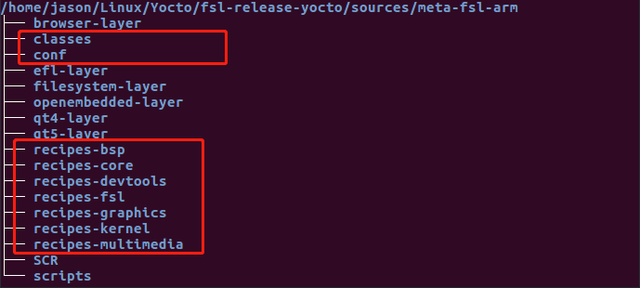 /home/jason/Linux/Yocto/fsl-release-yocto/sources/meta-fsl-arm
├── browser-layer
├── classes
├── conf
├── efl-layer
├── filesystem-layer
├── openembedded-layer
├── qt4-layer
├── qt5-layer
├── recipes-bsp
├── recipes-core
├── recipes-devtools
├── recipes-fsl
├── recipes-graphics
├── recipes-kernel
├── recipes-multimedia
├── SCR
└── scripts